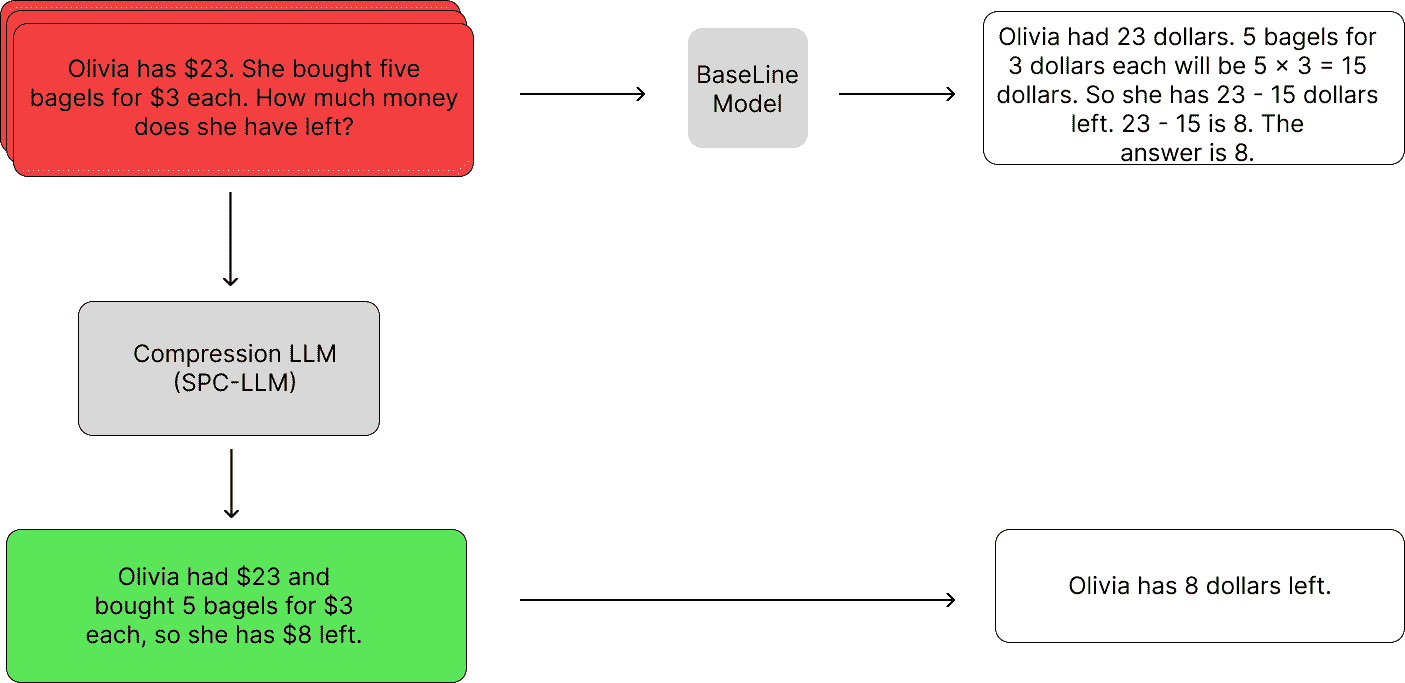 Olivia has $23. She bought five
bagels for $3 each. How much money
does she have left?
BaseLine
Model
Olivia had 23 dollars. 5 bagels for
3 dollars each will be 5 × 3 = 15
dollars. So she has 23 - 15 dollars
left. 23 - 15 is 8. The
answer is 8.
Compression LLM
(SPC-LLM)
Olivia had $23 and
bought 5 bagels for $3
each, so she has $8 left.
Olivia has 8 dollars left.